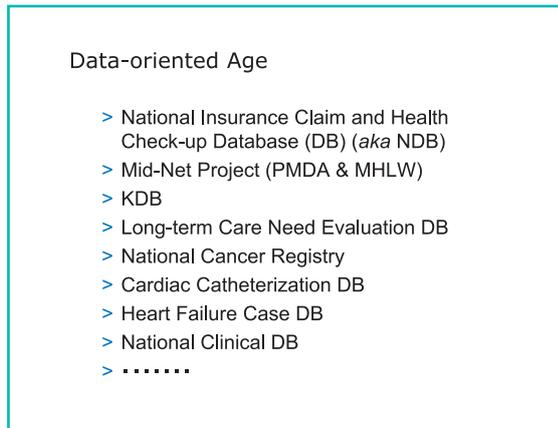 Data-oriented Age
> National Insurance Claim and Health
Check-up Database (DB) (aka NDB)
> Mid-Net Project (PMDA & MHLW)
> KDB
> Long-term Care Need Evaluation DB
> National Cancer Registry
> Cardiac Catheterization DB
> Heart Failure Case DB
> National Clinical DB
> ▪▪▪▪▪▪▪